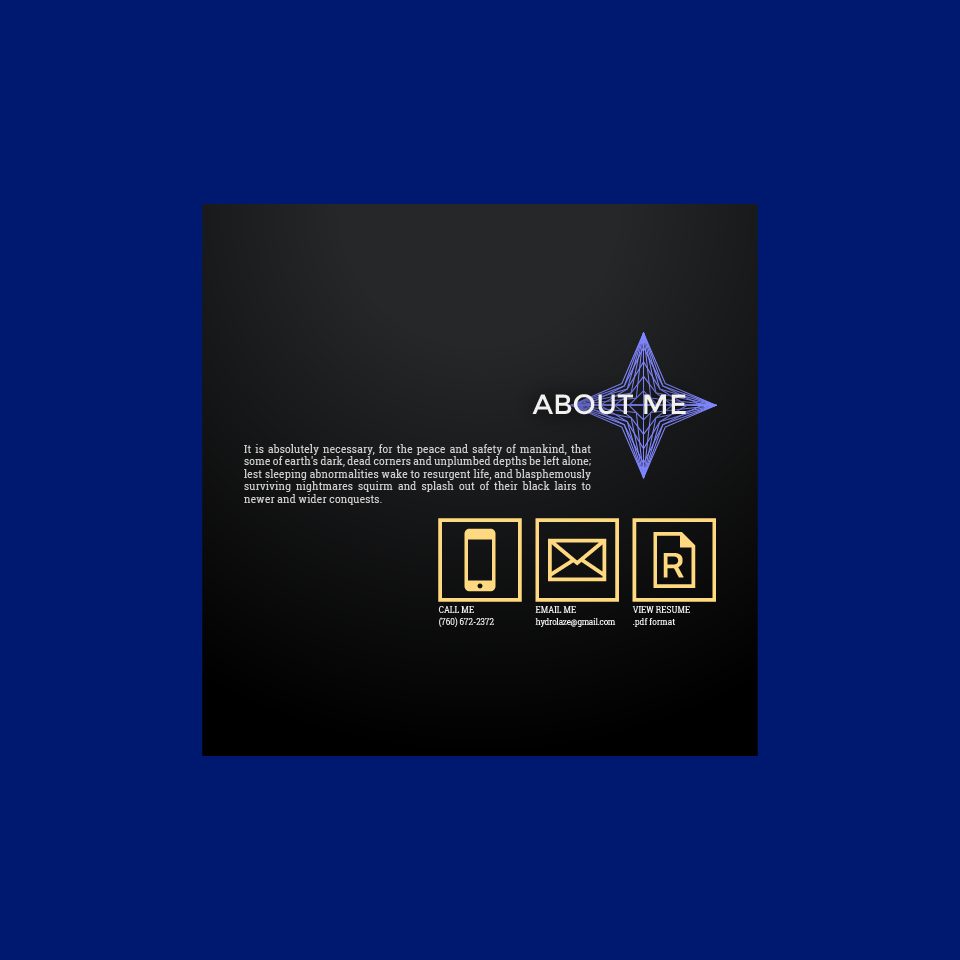 ABOUT ME
It is absolutely necessary, for the peace and safety of mankind, that
some of earth's dark, dead corners and unplumbed depths be left alone;
lest sleeping abnormalities wake to resurgent life, and blasphemously
surviving nightmares squirm and splash out of their black lairs to
newer and wider conquests.
R
CALL ME
(760) 672-2372
EMAIL ME
hydrolaze@gmail.com
VIEW RESUME
.pdf format